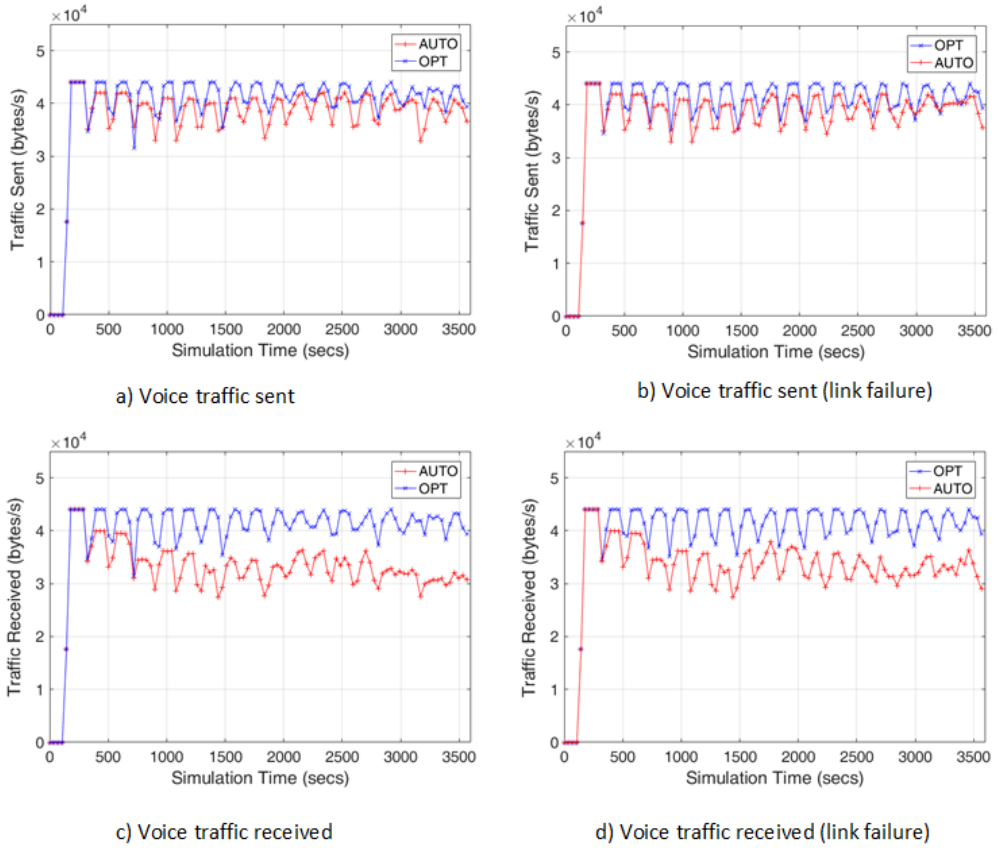 ×10⁴
5
4
3
2
1
0
Traffic Sent (bytes/s)
AUTO
OPT
0 500 1000 1500 2000 2500 3000 3500
Simulation Time (secs)
a) Voice traffic sent
×10⁴
5
4
3
2
1
0
Traffic Sent (bytes/s)
OPT
AUTO
0 500 1000 1500 2000 2500 3000 3500
Simulation Time (secs)
b) Voice traffic sent (link failure)
×10⁴
5
4
3
2
1
0
Traffic Received (bytes/s)
AUTO
OPT
0 500 1000 1500 2000 2500 3000 3500
Simulation Time (secs)
c) Voice traffic received
×10⁴
5
4
3
2
1
0
Traffic Received (bytes/s)
OPT
AUTO
0 500 1000 1500 2000 2500 3000 3500
Simulation Time (secs)
d) Voice traffic received (link failure)